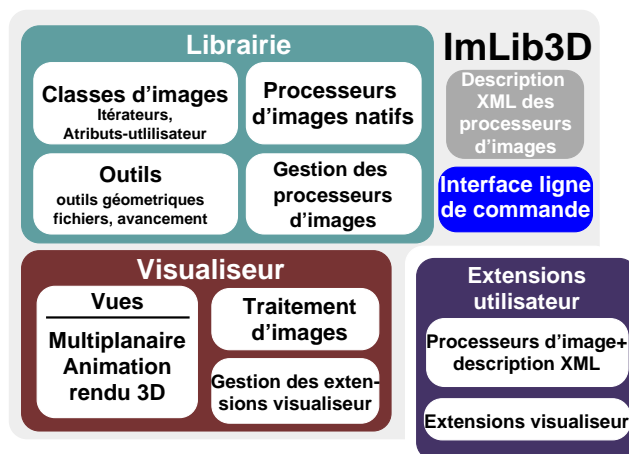 Librairie
Classes d'images
Itérateurs,
Atributs-utlilisateur
Processeurs
d'images natifs
Outils
outils géometriques
fichiers, avancement
Gestion des
processeurs
d'images
ImLib3D
Description
XML des
processeurs
d'images
Interface ligne
de commande
Visualiseur
Vues
Multiplanaire
Animation
rendu 3D
Traitement
d'images
Gestion des exten-
sions visualiseur
Extensions
utilisateur
Processeurs d'image+
description XML
Extensions visualiseur